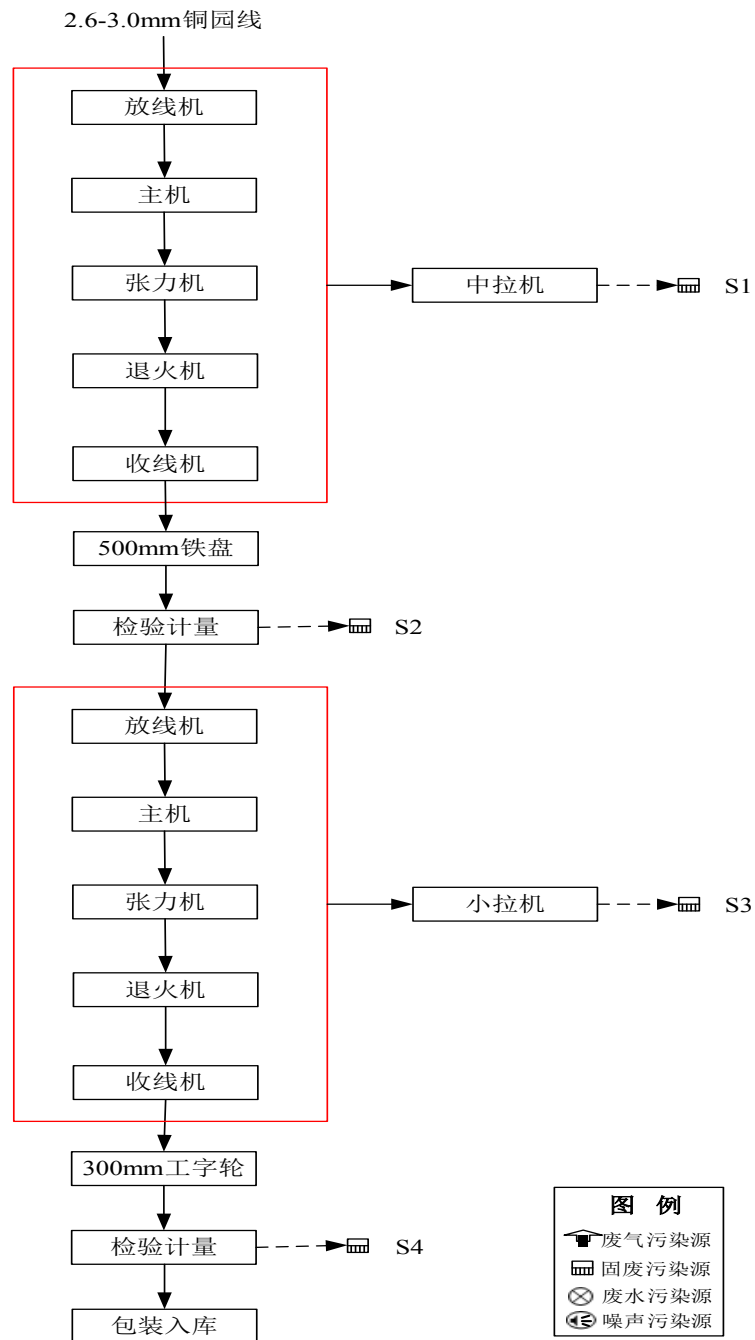 2.6-3.0mm铜园线
放线机
主机
张力机
中拉机
S1
退火机
收线机
500mm铁盘
检验计量
S2
放线机
主机
张力机
小拉机
S3
退火机
收线机
300mm工字轮
检验计量
S4
包装入库
图 例
废气污染源
固废污染源
废水污染源
噪声污染源